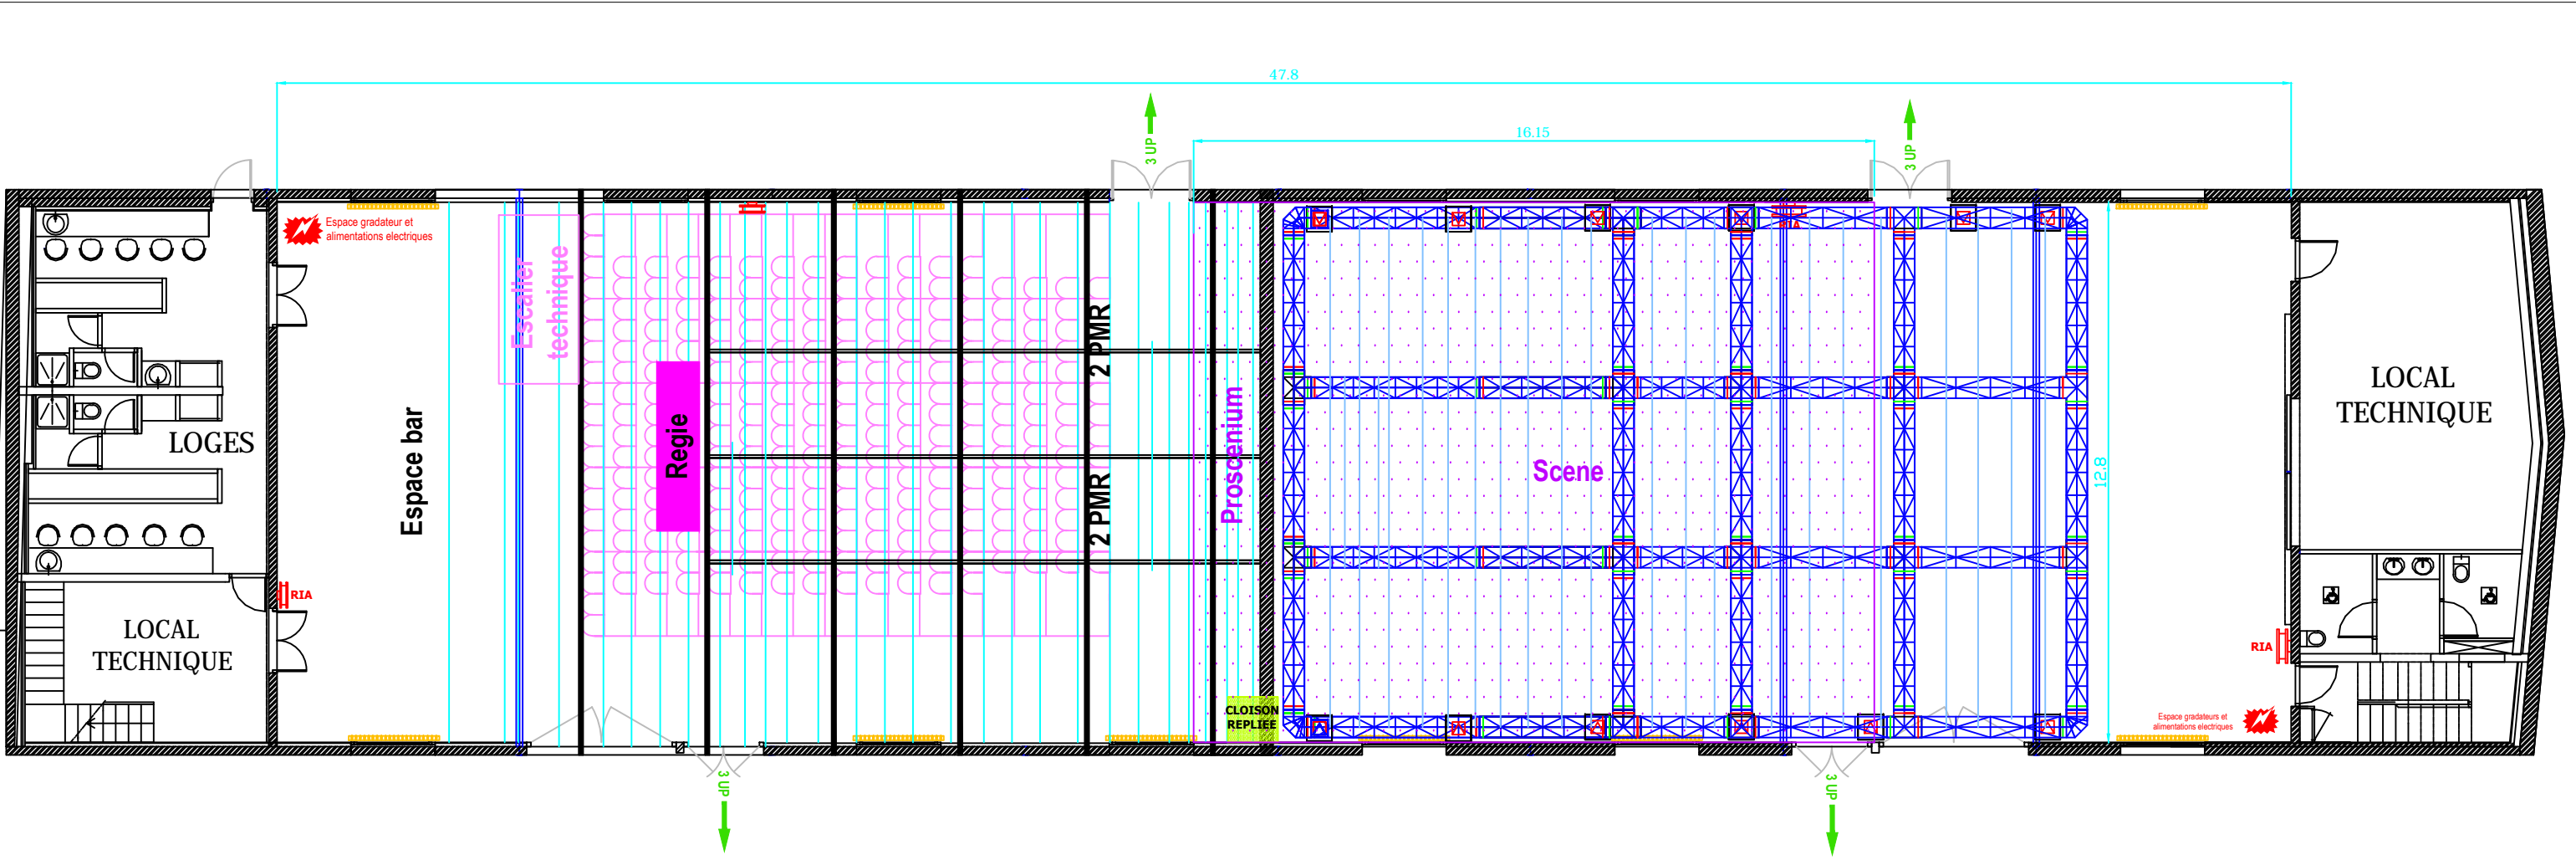 47.8
16.15
3 UP
3 UP
Espace gradateur et
alimentations electriques
Escalier
technique
2 PMR
RIA
LOGES
Espace bar
Regie
Proscenium
Scene
12.8
LOCAL
TECHNIQUE
2 PMR
RIA
LOCAL
TECHNIQUE
RIA
CLOISON
REPLIEE
Espace gradateurs et
alimentations electriques
3 UP
3 UP